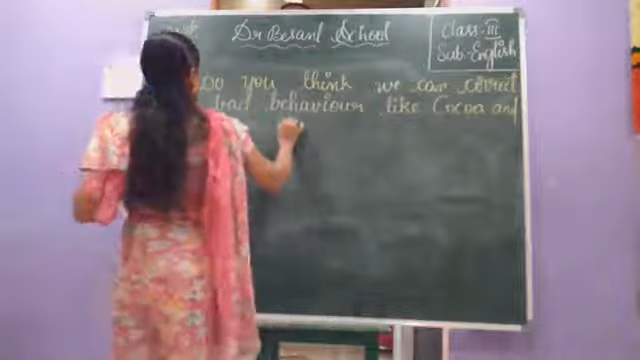 Dr Besant School
Class-III
Sub.-English
Do you think we can correct
bad behaviour like Cocoa and